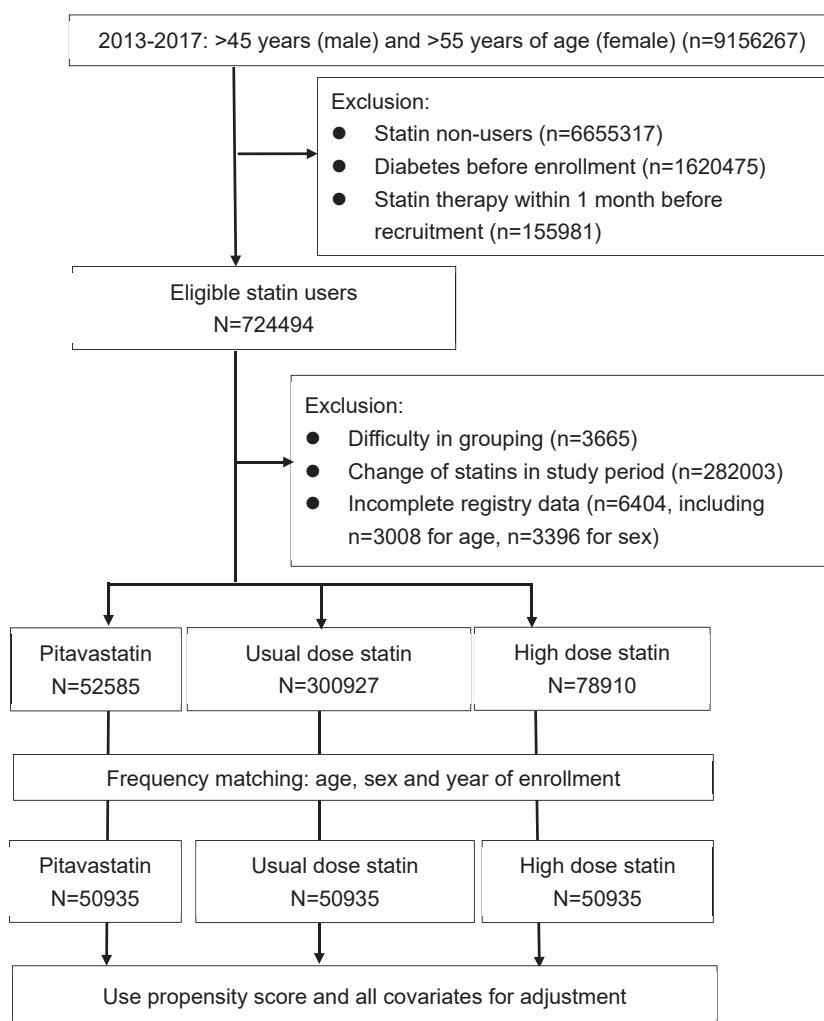 2013-2017: >45 years (male) and >55 years of age (female) (n=9156267)
Exclusion:
● Statin non-users (n=6655317)
● Diabetes before enrollment (n=1620475)
● Statin therapy within 1 month before
recruitment (n=155981)
Eligible statin users
N=724494
Exclusion:
● Difficulty in grouping (n=3665)
● Change of statins in study period (n=282003)
● Incomplete registry data (n=6404, including
n=3008 for age, n=3396 for sex)
Pitavastatin
N=52585
Usual dose statin
N=300927
High dose statin
N=78910
Frequency matching: age, sex and year of enrollment
Pitavastatin
N=50935
Usual dose statin
N=50935
High dose statin
N=50935
Use propensity score and all covariates for adjustment